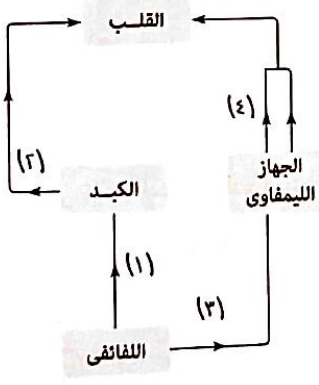 القلب
(٤)
(٢)
الجهاز
الليمفاوى
الكبد
(١)
(٣)
اللفائفى